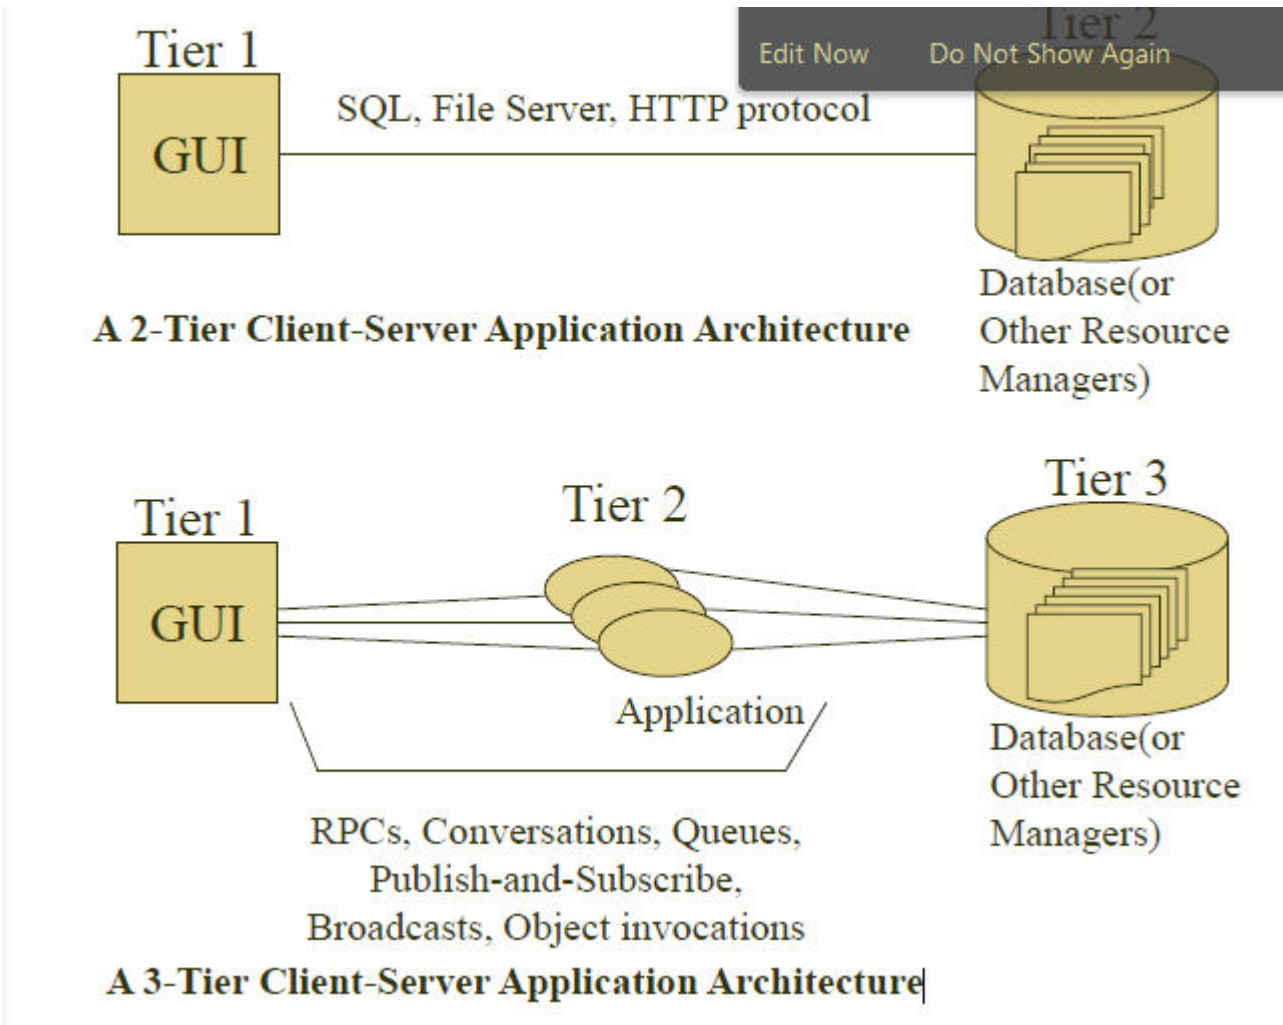 Tier 1
Tier 2
Edit Now
Do Not Show Again
SQL, File Server, HTTP protocol
GUI
Database(or
Other Resource
Managers)
A 2-Tier Client-Server Application Architecture
Tier 1
Tier 2
Tier 3
GUI
Application
Database(or
Other Resource
Managers)
RPCs, Conversations, Queues,
Publish-and-Subscribe,
Broadcasts, Object invocations
A 3-Tier Client-Server Application Architecture